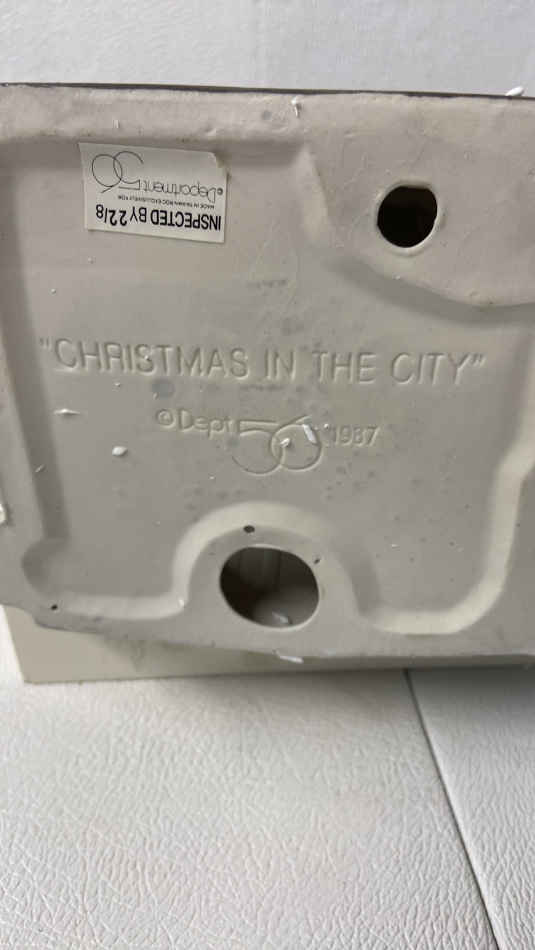 ©Department 56
MADE IN TAIWAN ROC EXCLUSIVELY FOR
INSPECTED BY 22/8
"CHRISTMAS IN THE CITY"
©Dept 56 1987